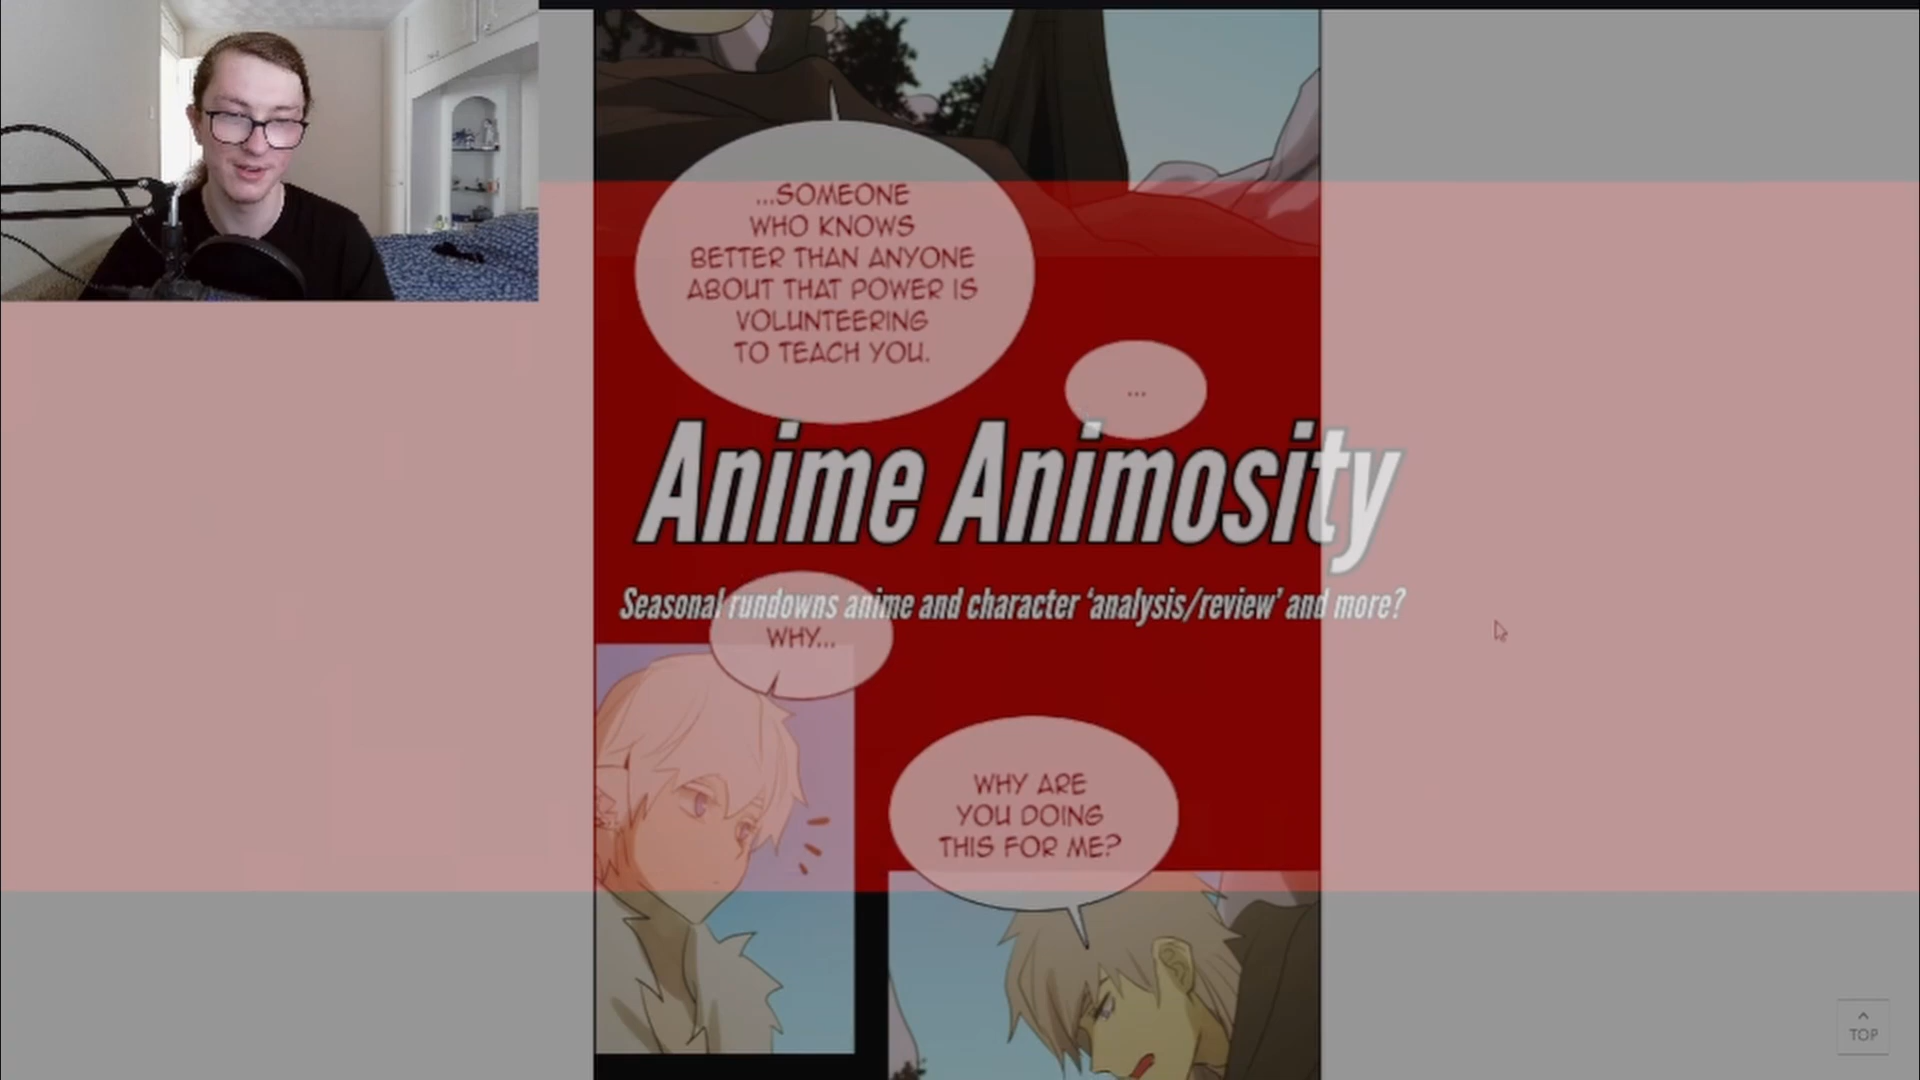 ...SOMEONE
WHO KNOWS
BETTER THAN ANYONE
ABOUT THAT POWER IS
VOLUNTEERING
TO TEACH YOU.
...
Anime Animosity
Seasonal rundowns anime and character ‘analysis/review’ and more?
WHY...
WHY ARE
YOU DOING
THIS FOR ME?
TOP